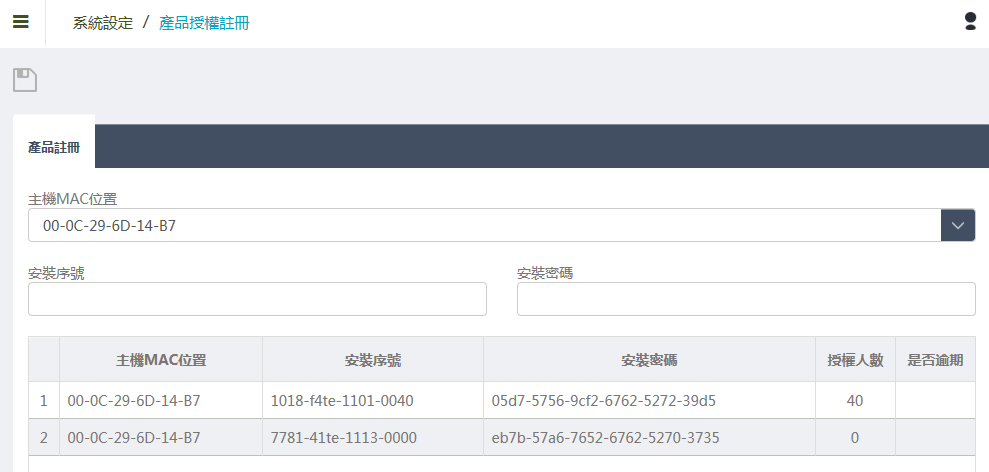 系統設定 / 產品授權註冊
產品註冊
主機MAC位置
00-0C-29-6D-14-B7
安裝序號 安裝密碼
主機MAC位置 安裝序號 安裝密碼 授權人數 是否逾期
1 00-0C-29-6D-14-B7 1018-f4te-1101-0040 05d7-5756-9cf2-6762-5272-39d5 40
2 00-0C-29-6D-14-B7 7781-41te-1113-0000 eb7b-57a6-7652-6762-5270-3735 0